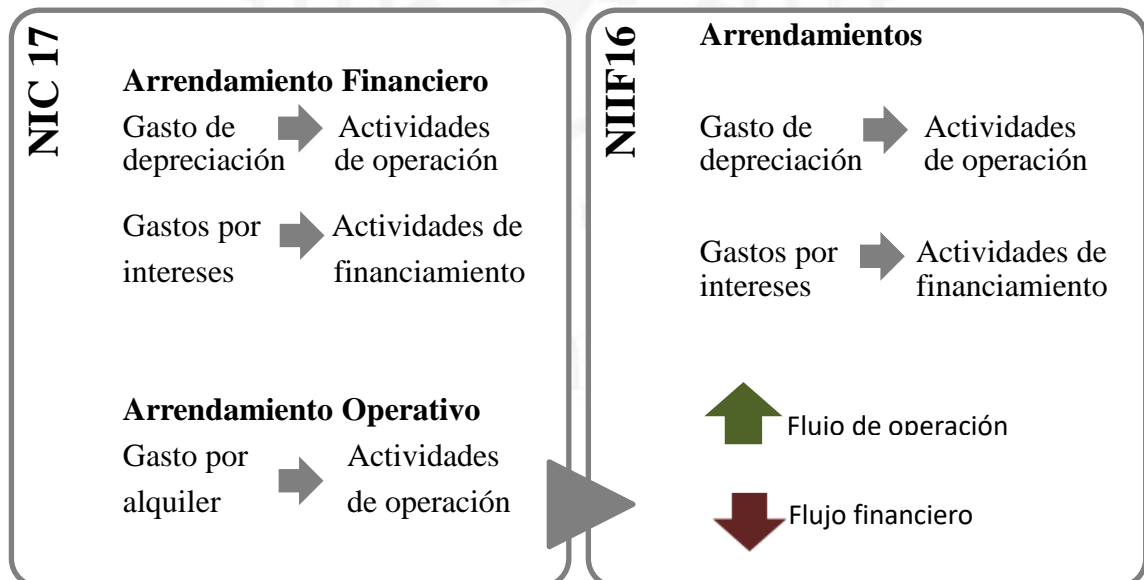 NIC 17
Arrendamiento Financiero
Gasto de
depreciación
Actividades
de operación
Gastos por
intereses
Actividades de
financiamiento
Arrendamiento Operativo
Gasto por
alquiler
Actividades
de operación
NIIF16
Arrendamientos
Gasto de
depreciación
Actividades
de operación
Gastos por
intereses
Actividades de
financiamiento
Flujo de operación
Flujo financiero